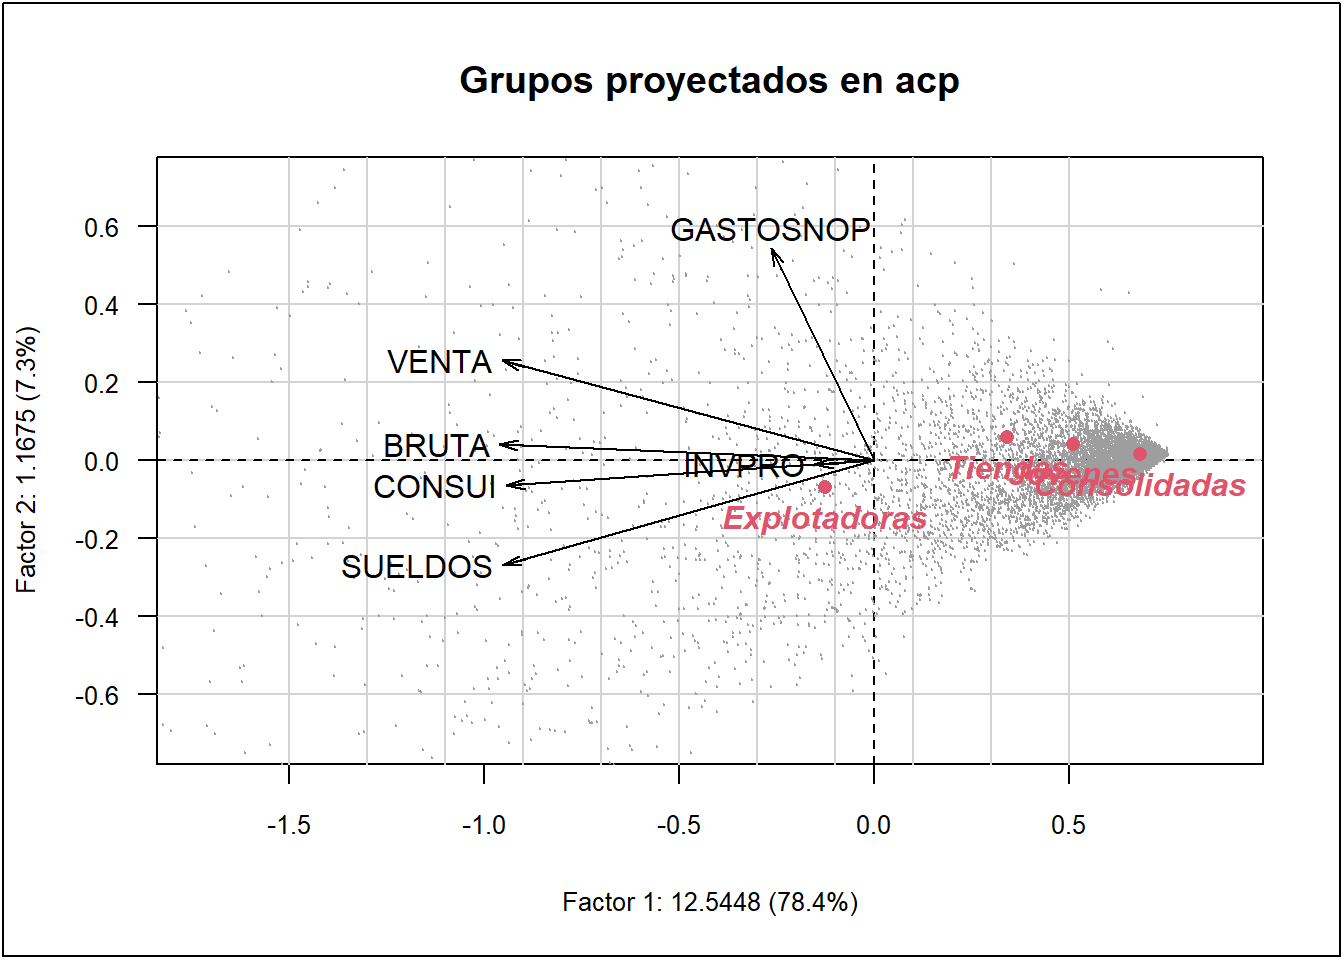 Grupos proyectados en acp
Factor 2: 1.1675 (7.3%)
0.6
0.4
0.2
0.0
-0.2
-0.4
-0.6
GASTOSNOP
VENTA
BRUTA
INVPRO
CONSUI
SUELDOS
Tiendas
Jovenes
Consolidadas
Explotadoras
-1.5 -1.0 -0.5 0.0 0.5
Factor 1: 12.5448 (78.4%)